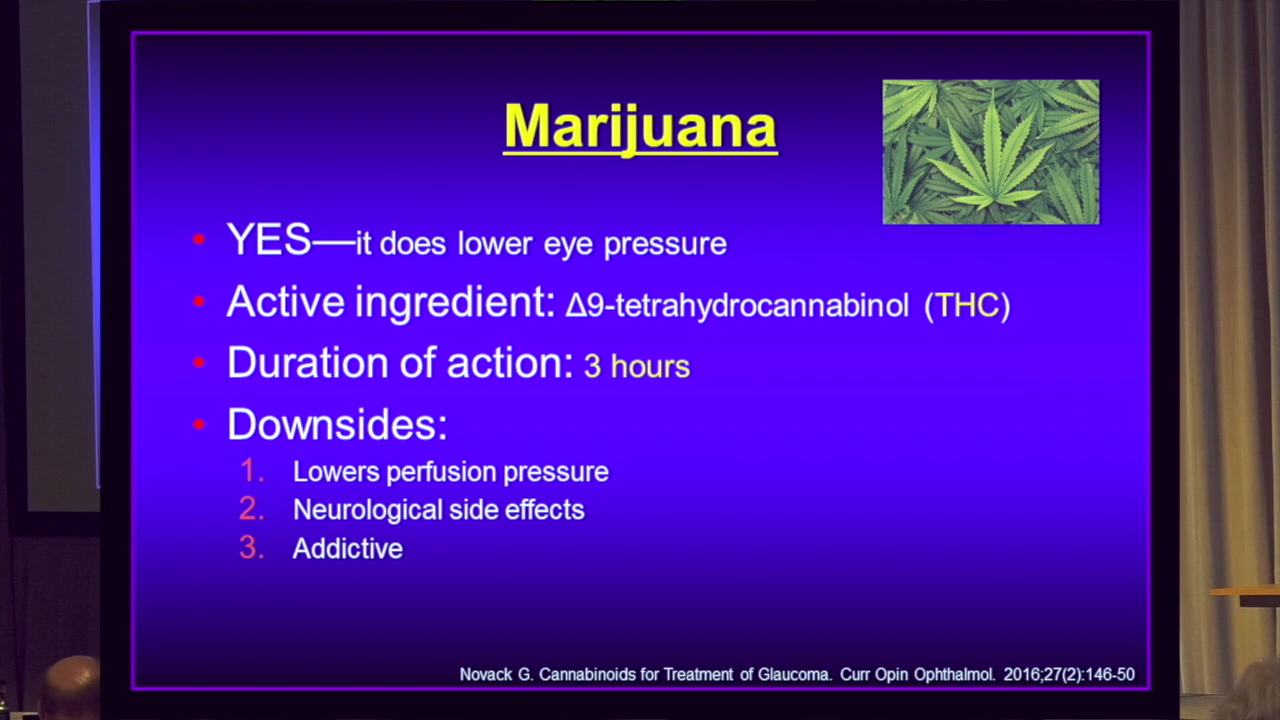 Marijuana
• YES—it does lower eye pressure
• Active ingredient: Δ9-tetrahydrocannabinol (THC)
• Duration of action: 3 hours
• Downsides:
1. Lowers perfusion pressure
2. Neurological side effects
3. Addictive
Novack G. Cannabinoids for Treatment of Glaucoma. Curr Opin Ophthalmol. 2016;27(2):146-50